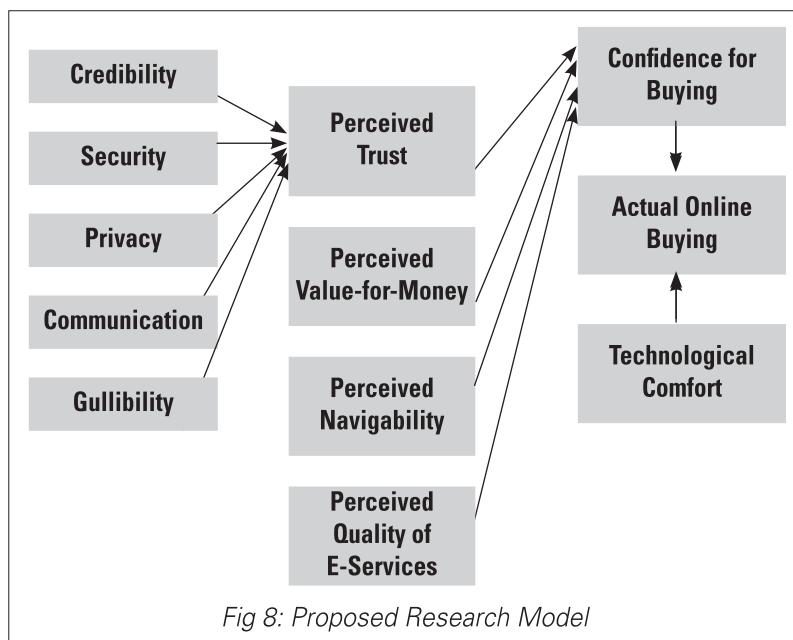 Credibility
Security
Privacy
Communication
Gullibility
Perceived
Trust
Perceived
Value-for-Money
Perceived
Navigability
Perceived
Quality of
E-Services
Confidence for
Buying
Actual Online
Buying
Technological
Comfort
Fig 8: Proposed Research Model